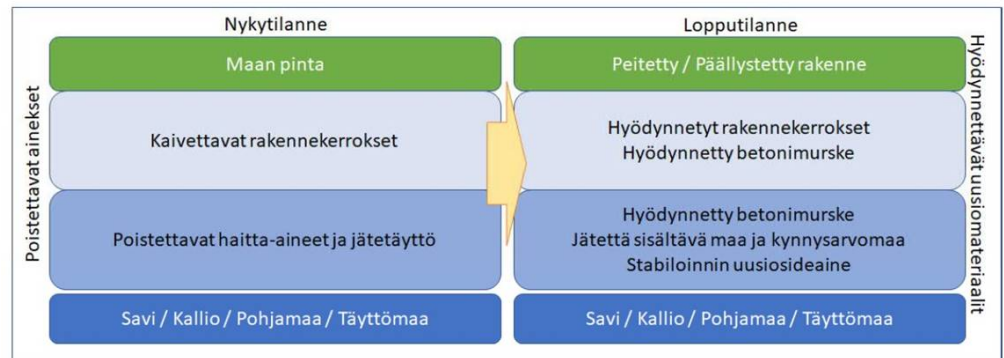 Nykytilanne
Lopputilanne
Poistettavat ainekset
Maan pinta
Kaivettavat rakennekerrokset
Poistettavat haitta-aineet ja jätetäyttö
Savi / Kallio / Pohjamaa / Täyttömaa
Peitetty / Päällystetty rakenne
Hyödynnetyt rakennekerrokset
Hyödynnetty betonimurske
Hyödynnetty betonimurske
Jätettä sisältävä maa ja kynnysarvomaa
Stabiloinnin uusiosideaine
Savi / Kallio / Pohjamaa / Täyttömaa
Hyödynnettävät uusiomateriaalit